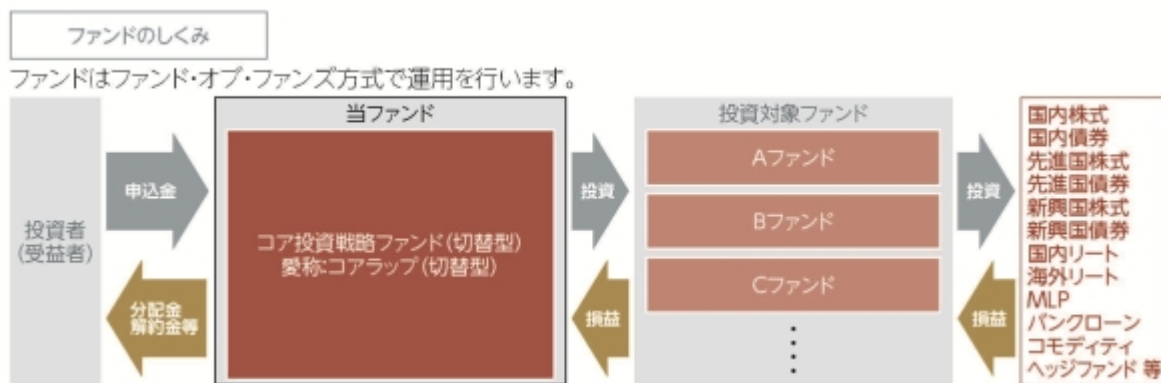 ファンドのしくみ
ファンドはファンド・オブ・ファンズ方式で運用を行います。
投資者
(受益者)
申込金
分配金
解約金等
当ファンド
コア投資戦略ファンド(切替型)
愛称:コアラップ(切替型)
投資
損益
投資対象ファンド
Aファンド
Bファンド
Cファンド
投資
損益
国内株式
国内債券
先進国株式
先進国債券
新興国株式
新興国債券
国内リート
海外リート
MLP
バンクローン
コモディティ
ヘッジファンド 等